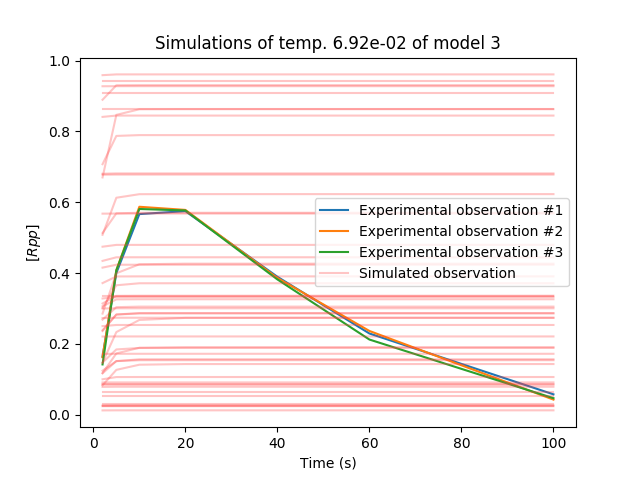 Simulations of temp. 6.92e-02 of model 3
1.0
0.8
0.6
0.4
0.2
0.0
[Rpp]
Experimental observation #1
Experimental observation #2
Experimental observation #3
Simulated observation
0 20 40 60 80 100
Time (s)